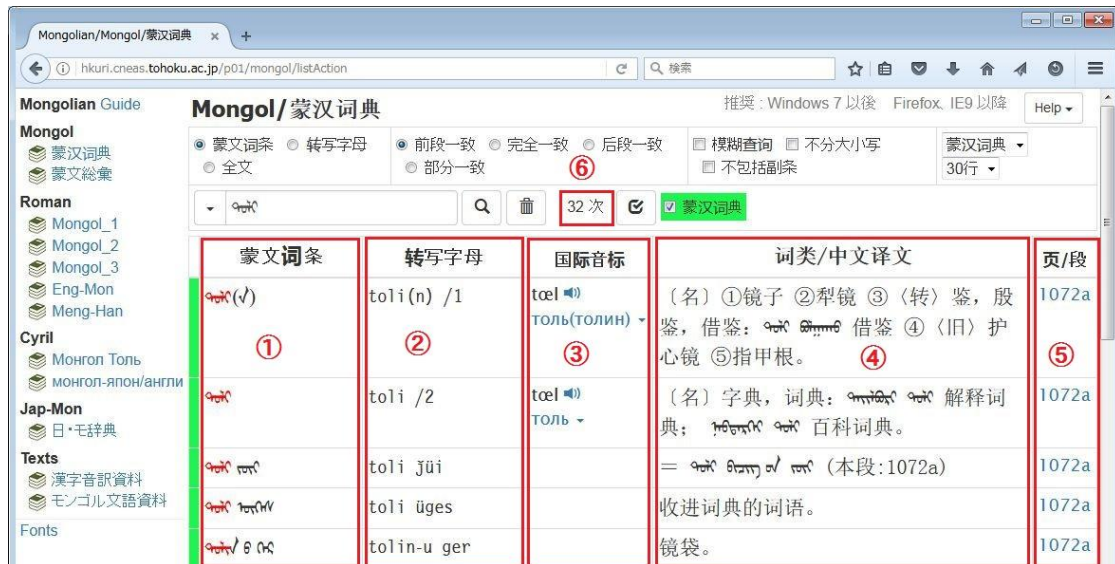 Mongolian/Mongol/蒙汉词典
hkuri.cneas.tohoku.ac.jp/p01/mongol/listAction
検索
Mongolian Guide
Mongol
蒙汉词典
蒙文総彙
Roman
Mongol_1
Mongol_2
Mongol_3
Eng-Mon
Meng-Han
Cyril
Монгол Толь
монгол-япон/англи
Jap-Mon
日・モ辞典
Texts
漢字音訳資料
モンゴル文語資料
Fonts
Mongol/蒙汉词典
推奨 : Windows 7 以後 Firefox, IE9 以降
Help
蒙文词条 转写字母 前段一致 完全一致 后段一致 模糊查询 不分大小写 蒙汉词典
全文 部分一致 ⑥ 不包括副条 30行
32 次 蒙汉词典
蒙文词条 转写字母 国际音标 词类/中文译文 页/段
(√) toli(n) /1 tœl 〔名〕①镜子 ②犁镜 ③〈转〉鉴，殷 1072a
толь(толин) 鉴，借鉴： 借鉴 ④〈旧〉护
① ② ③ 心镜 ⑤指甲根。 ④ ⑤
toli /2 tœl 〔名〕字典，词典： 解释词 1072a
толь 典； 百科词典。
toli ǰüi ＝ (本段:1072a) 1072a
toli üges 收进词典的词语。 1072a
tolin-u ger 镜袋。 1072a